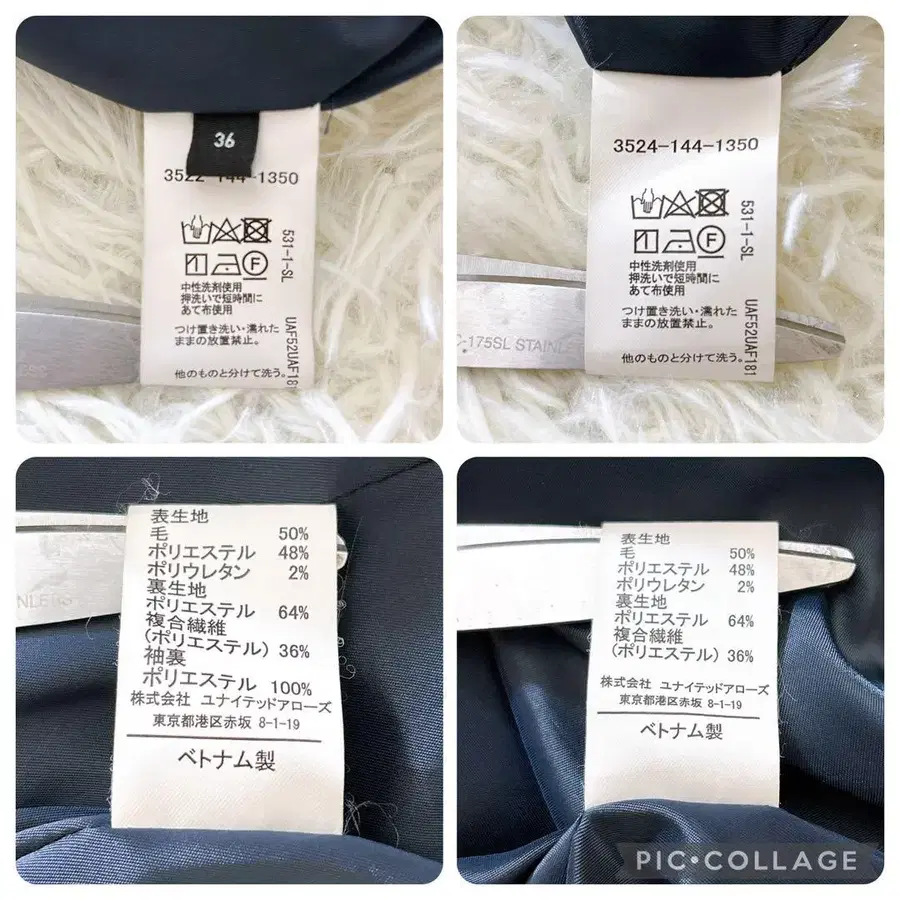 36
3522-144-1350
中性洗剤使用
押洗いで短時間に
あて布使用
つけ置き洗い・濡れた
ままの放置禁止。
他のものと分けて洗う。
531-1-SL
UAF52UAF181
3524-144-1350
中性洗剤使用
押洗いで短時間に
あて布使用
つけ置き洗い・濡れた
ままの放置禁止。
他のものと分けて洗う。
531-1-SL
UAF52UAF181
C-175SL STAINLE
表生地
毛 50%
ポリエステル 48%
ポリウレタン 2%
裏生地
ポリエステル 64%
複合繊維
(ポリエステル) 36%
袖裏
ポリエステル 100%
株式会社 ユナイテッドアローズ
東京都港区赤坂 8-1-19
ベトナム製
表生地
毛 50%
ポリエステル 48%
ポリウレタン 2%
裏生地
ポリエステル 64%
複合繊維
(ポリエステル) 36%
株式会社 ユナイテッドアローズ
東京都港区赤坂 8-1-19
ベトナム製
PIC•COLLAGE